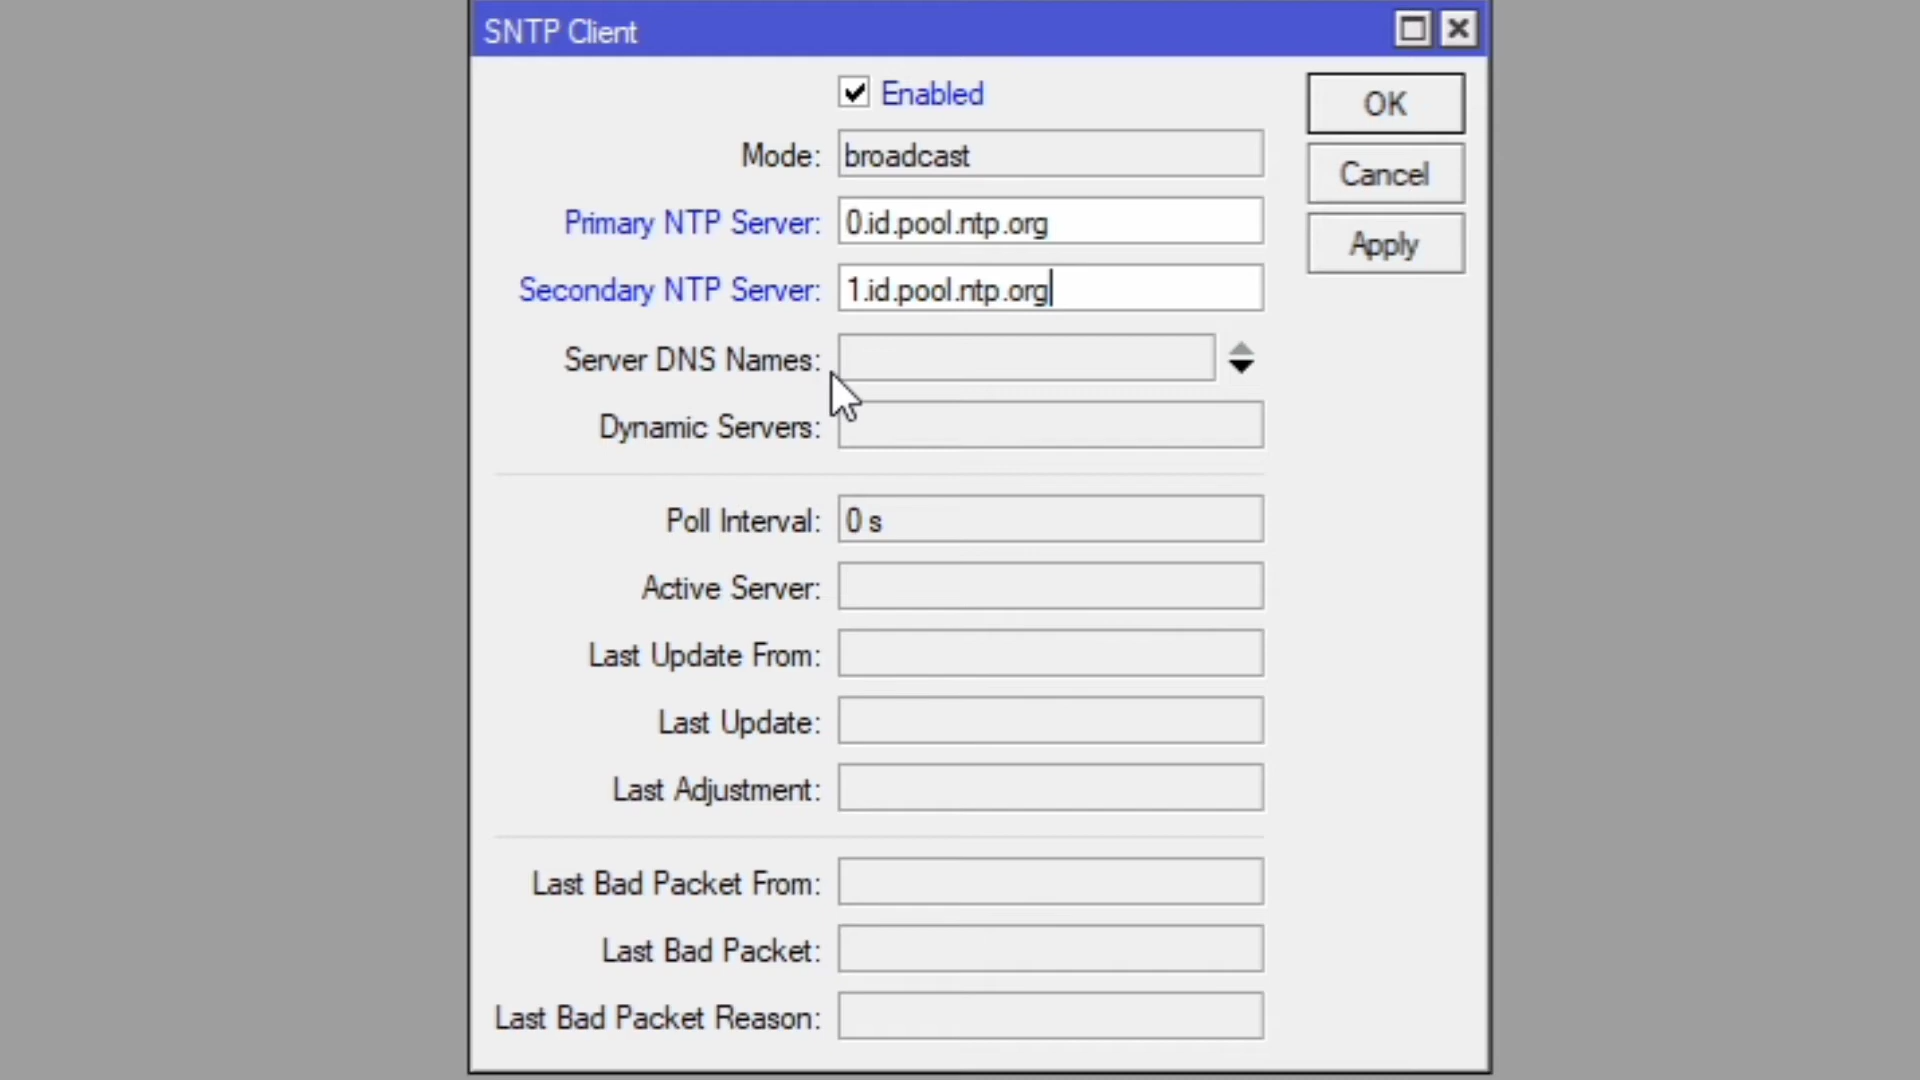 SNTP Client
Enabled
OK
Mode: broadcast
Cancel
Primary NTP Server: 0.id.pool.ntp.org
Apply
Secondary NTP Server: 1.id.pool.ntp.org
Server DNS Names:
Dynamic Servers:
Poll Interval: 0 s
Active Server:
Last Update From:
Last Update:
Last Adjustment:
Last Bad Packet From:
Last Bad Packet:
Last Bad Packet Reason: